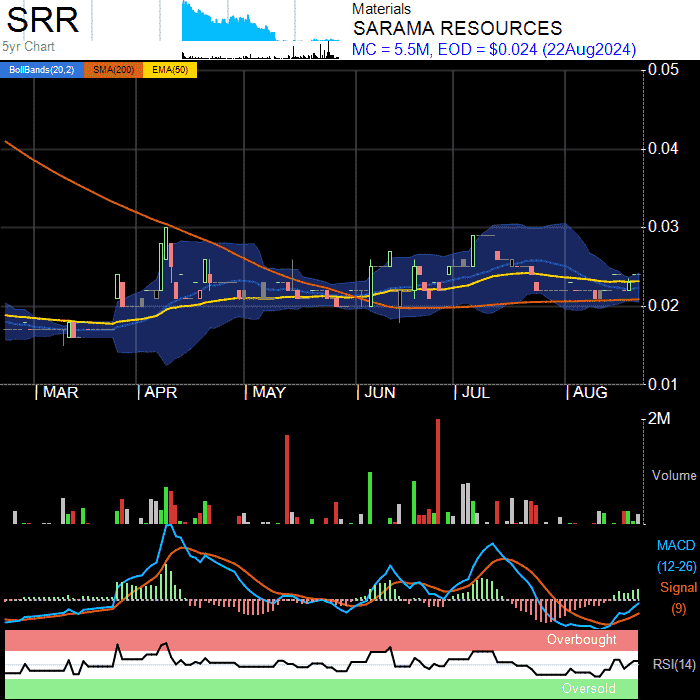 SRR
5yr Chart
Materials
SARAMA RESOURCES
MC = 5.5M, EOD = $0.024 (22Aug2024)
BollBands(20,2) SMA(200) EMA(50)
0.05
0.04
0.03
0.02
0.01
MAR APR MAY JUN JUL AUG
2M
Volume
MACD
(12-26)
Signal
(9)
Overbought
RSI(14)
Oversold